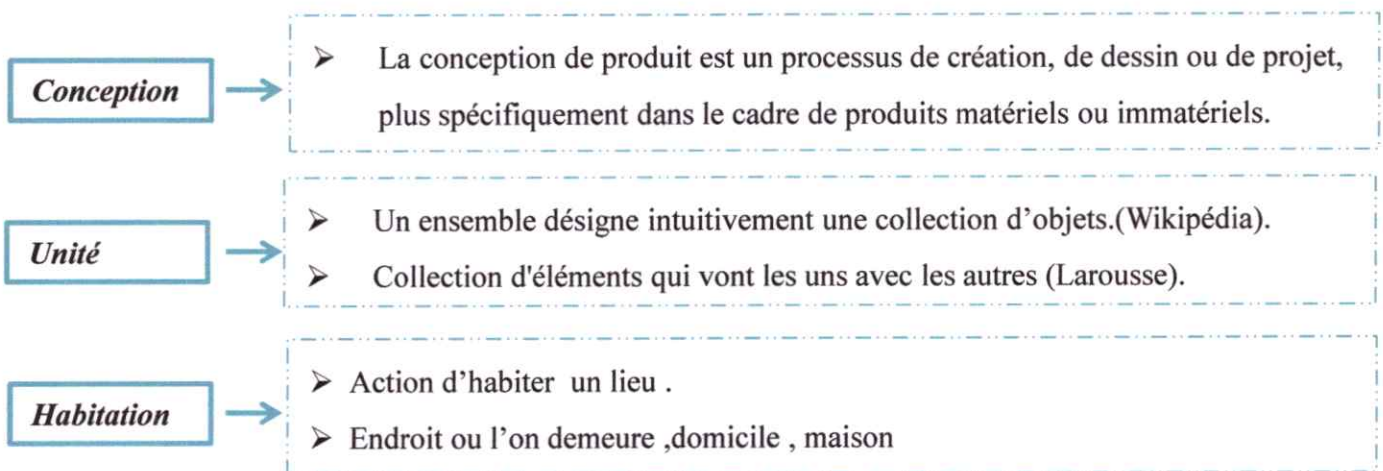 Conception
➢ La conception de produit est un processus de création, de dessin ou de projet,
plus spécifiquement dans le cadre de produits matériels ou immatériels.
Unité
➢ Un ensemble désigne intuitivement une collection d’objets.(Wikipédia).
➢ Collection d'éléments qui vont les uns avec les autres (Larousse).
Habitation
➢ Action d’habiter un lieu .
➢ Endroit ou l’on demeure ,domicile , maison